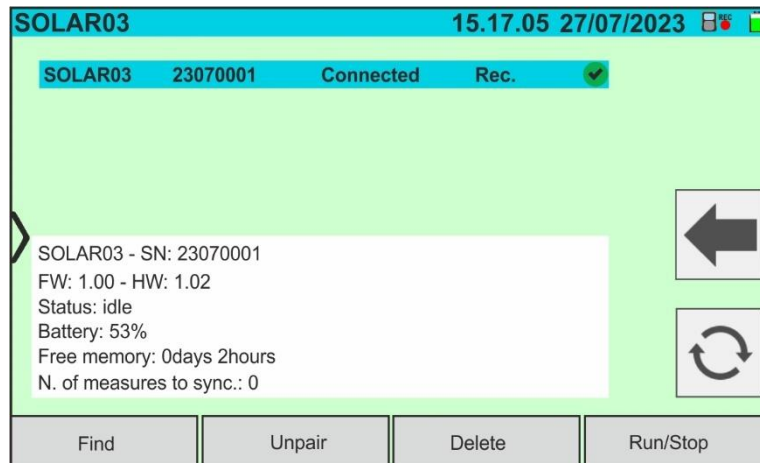 SOLAR03 15.17.05 27/07/2023 REC
SOLAR03 23070001 Connected Rec.
SOLAR03 - SN: 23070001
FW: 1.00 - HW: 1.02
Status: idle
Battery: 53%
Free memory: 0days 2hours
N. of measures to sync.: 0
Find Unpair Delete Run/Stop